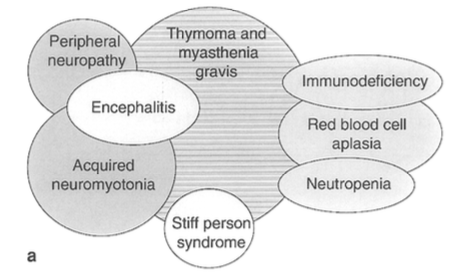 Peripheral
neuropathy
Thymoma and
myasthenia
gravis
Immunodeficiency
Encephalitis
Red blood cell
aplasia
Acquired
neuromyotonia
Neutropenia
Stiff person
syndrome
a